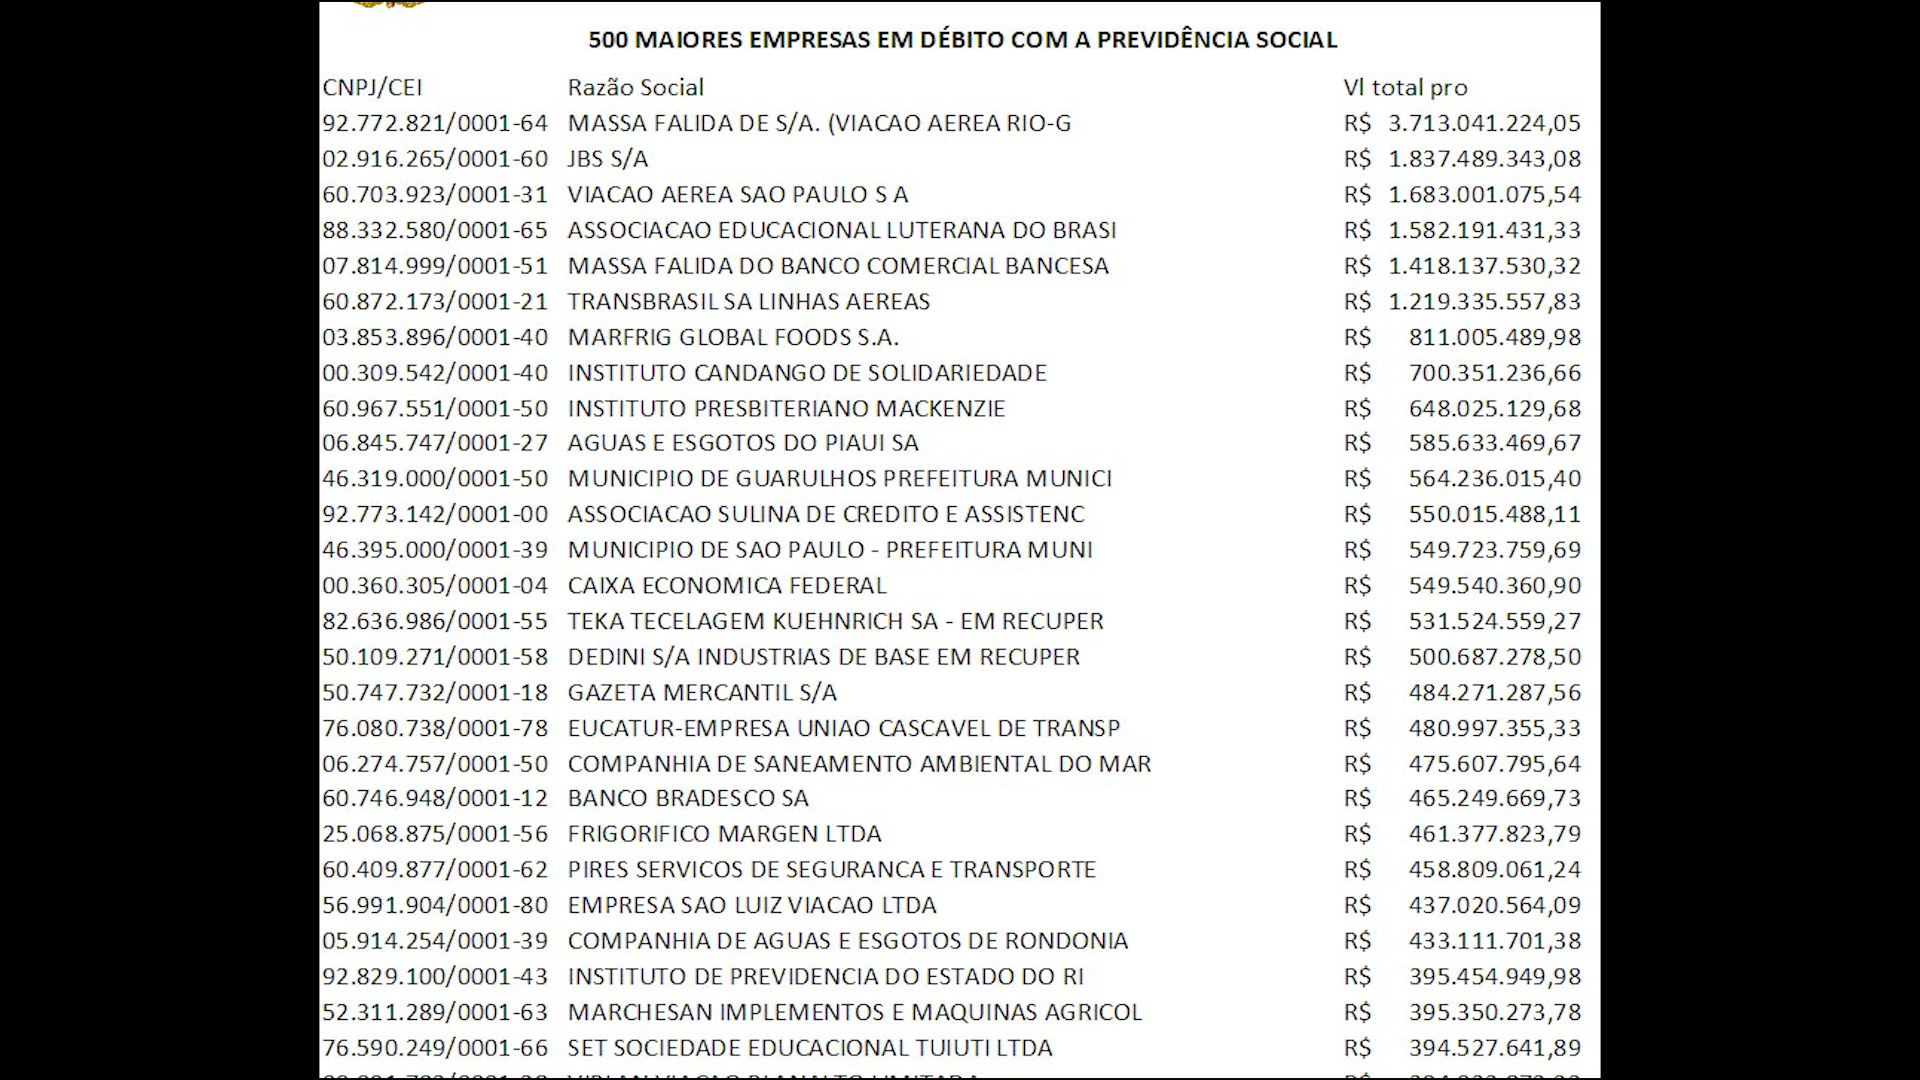 500 MAIORES EMPRESAS EM DÉBITO COM A PREVIDÊNCIA SOCIAL
CNPJ/CEI Razão Social Vl total pro
92.772.821/0001-64 MASSA FALIDA DE S/A. (VIACAO AEREA RIO-G R$ 3.713.041.224,05
02.916.265/0001-60 JBS S/A R$ 1.837.489.343,08
60.703.923/0001-31 VIACAO AEREA SAO PAULO S A R$ 1.683.001.075,54
88.332.580/0001-65 ASSOCIACAO EDUCACIONAL LUTERANA DO BRASI R$ 1.582.191.431,33
07.814.999/0001-51 MASSA FALIDA DO BANCO COMERCIAL BANCESA R$ 1.418.137.530,32
60.872.173/0001-21 TRANSBRASIL SA LINHAS AEREAS R$ 1.219.335.557,83
03.853.896/0001-40 MARFRIG GLOBAL FOODS S.A. R$ 811.005.489,98
00.309.542/0001-40 INSTITUTO CANDANGO DE SOLIDARIEDADE R$ 700.351.236,66
60.967.551/0001-50 INSTITUTO PRESBITERIANO MACKENZIE R$ 648.025.129,68
06.845.747/0001-27 AGUAS E ESGOTOS DO PIAUI SA R$ 585.633.469,67
46.319.000/0001-50 MUNICIPIO DE GUARULHOS PREFEITURA MUNICI R$ 564.236.015,40
92.773.142/0001-00 ASSOCIACAO SULINA DE CREDITO E ASSISTENC R$ 550.015.488,11
46.395.000/0001-39 MUNICIPIO DE SAO PAULO - PREFEITURA MUNI R$ 549.723.759,69
00.360.305/0001-04 CAIXA ECONOMICA FEDERAL R$ 549.540.360,90
82.636.986/0001-55 TEKA TECELAGEM KUEHNRICH SA - EM RECUPER R$ 531.524.559,27
50.109.271/0001-58 DEDINI S/A INDUSTRIAS DE BASE EM RECUPER R$ 500.687.278,50
50.747.732/0001-18 GAZETA MERCANTIL S/A R$ 484.271.287,56
76.080.738/0001-78 EUCATUR-EMPRESA UNIAO CASCAVEL DE TRANSP R$ 480.997.355,33
06.274.757/0001-50 COMPANHIA DE SANEAMENTO AMBIENTAL DO MAR R$ 475.607.795,64
60.746.948/0001-12 BANCO BRADESCO SA R$ 465.249.669,73
25.068.875/0001-56 FRIGORIFICO MARGEN LTDA R$ 461.377.823,79
60.409.877/0001-62 PIRES SERVICOS DE SEGURANCA E TRANSPORTE R$ 458.809.061,24
56.991.904/0001-80 EMPRESA SAO LUIZ VIACAO LTDA R$ 437.020.564,09
05.914.254/0001-39 COMPANHIA DE AGUAS E ESGOTOS DE RONDONIA R$ 433.111.701,38
92.829.100/0001-43 INSTITUTO DE PREVIDENCIA DO ESTADO DO RI R$ 395.454.949,98
52.311.289/0001-63 MARCHESAN IMPLEMENTOS E MAQUINAS AGRICOL R$ 395.350.273,78
76.590.249/0001-66 SET SOCIEDADE EDUCACIONAL TUIUTI LTDA R$ 394.527.641,89